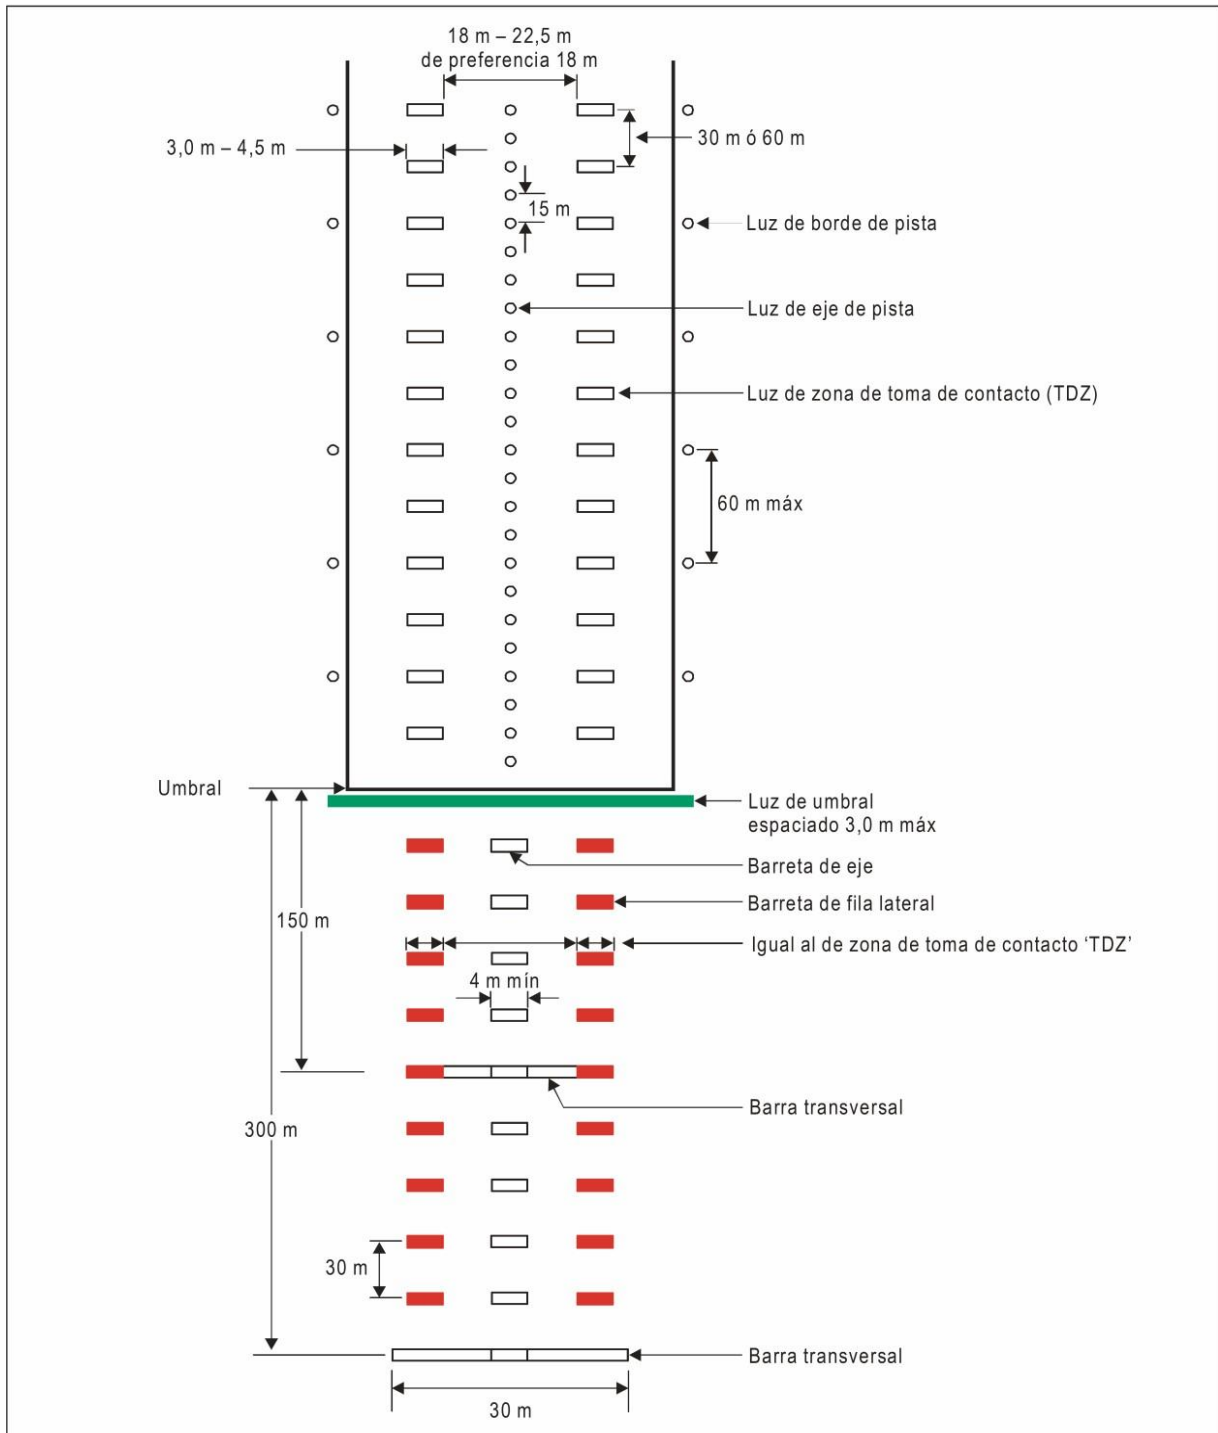 18 m – 22,5 m
de preferencia 18 m
3,0 m – 4,5 m
30 m ó 60 m
15 m
Luz de borde de pista
Luz de eje de pista
Luz de zona de toma de contacto (TDZ)
60 m máx
Umbral
Luz de umbral
espaciado 3,0 m máx
Barreta de eje
Barreta de fila lateral
150 m
Igual al de zona de toma de contacto ‘TDZ’
4 m mín
Barra transversal
300 m
30 m
Barra transversal
30 m